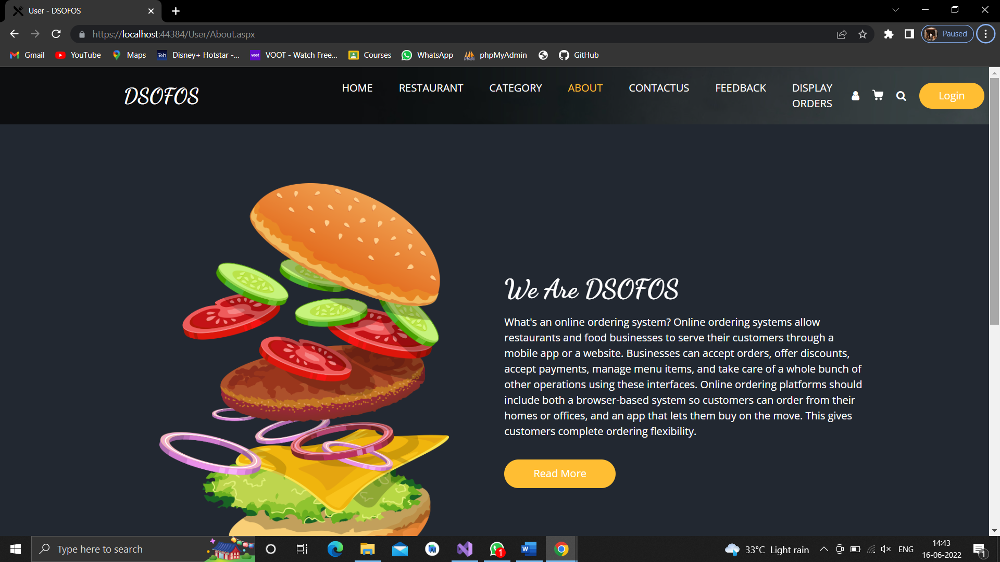 User - DSOFOS
https://localhost:44384/User/About.aspx
Paused
Gmail
YouTube
Maps
Disney+ Hotstar -...
VOOT - Watch Free...
Courses
WhatsApp
phpMyAdmin
GitHub
DSOFOS
HOME
RESTAURANT
CATEGORY
ABOUT
CONTACTUS
FEEDBACK
DISPLAY
ORDERS
Login
We Are DSOFOS
What's an online ordering system? Online ordering systems allow
restaurants and food businesses to serve their customers through a
mobile app or a website. Businesses can accept orders, offer discounts,
accept payments, manage menu items, and take care of a whole bunch of
other operations using these interfaces. Online ordering platforms should
include both a browser-based system so customers can order from their
homes or offices, and an app that lets them buy on the move. This gives
customers complete ordering flexibility.
Read More
Type here to search
1
33°C Light rain
ENG
14:43
16-06-2022
1